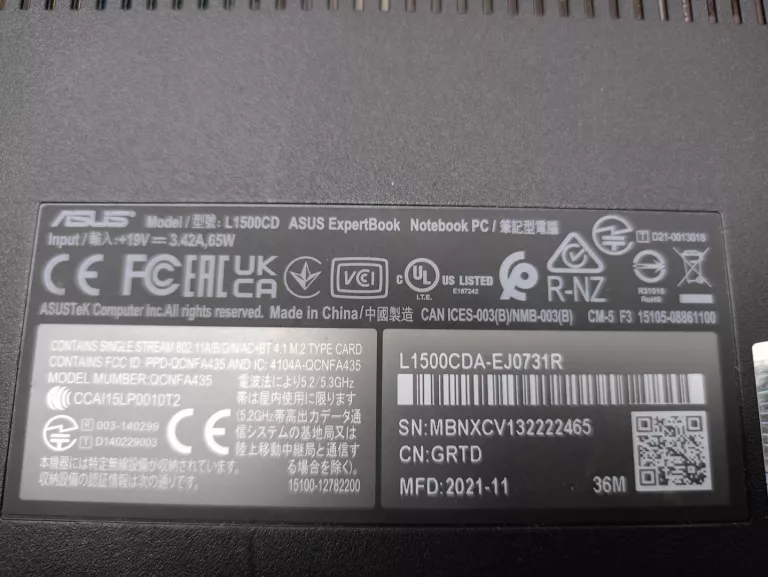 ASUS Model / 型號: L1500CD ASUS ExpertBook Notebook PC / 筆記型電腦
Input / 輸入: +19V⎓3.42A,65W
T D21-0013018
CE FC EAC UK CA VCI c UL US LISTED R-NZ
I.T.E. E187242
R31018
RoHS
ASUSTeK Computer Inc.All rights reserved. Made in China/中國製造 CAN ICES-003(B)/NMB-003(B) CM-5 F3 15105-08861100
CONTAINS SINGLE STREAM 802.11A/B/G/N/AC+BT 4.1 M.2 TYPE CARD
CONTAINS FCC ID: PPD-QCNFA435 AND IC: 4104A-QCNFA435
MODEL MUMBER:QCNFA435
CCAI15LP0010T2
R 003-140299
T D140229003
CE
電波法により5.2/5.3GHz
帯は屋内使用に限ります
(5.2GHz帯高出力データ通
信システムの基地局又は
陸上移動中継局と通信す
る場合を除く)。
本機器には特定無線設備が収納されています。
収納設備の認証情報は次の通りです。
15100-12782200
L1500CDA-EJ0731R
SN:MBNXCV132222465
CN:GRTD
MFD:2021-11 36M